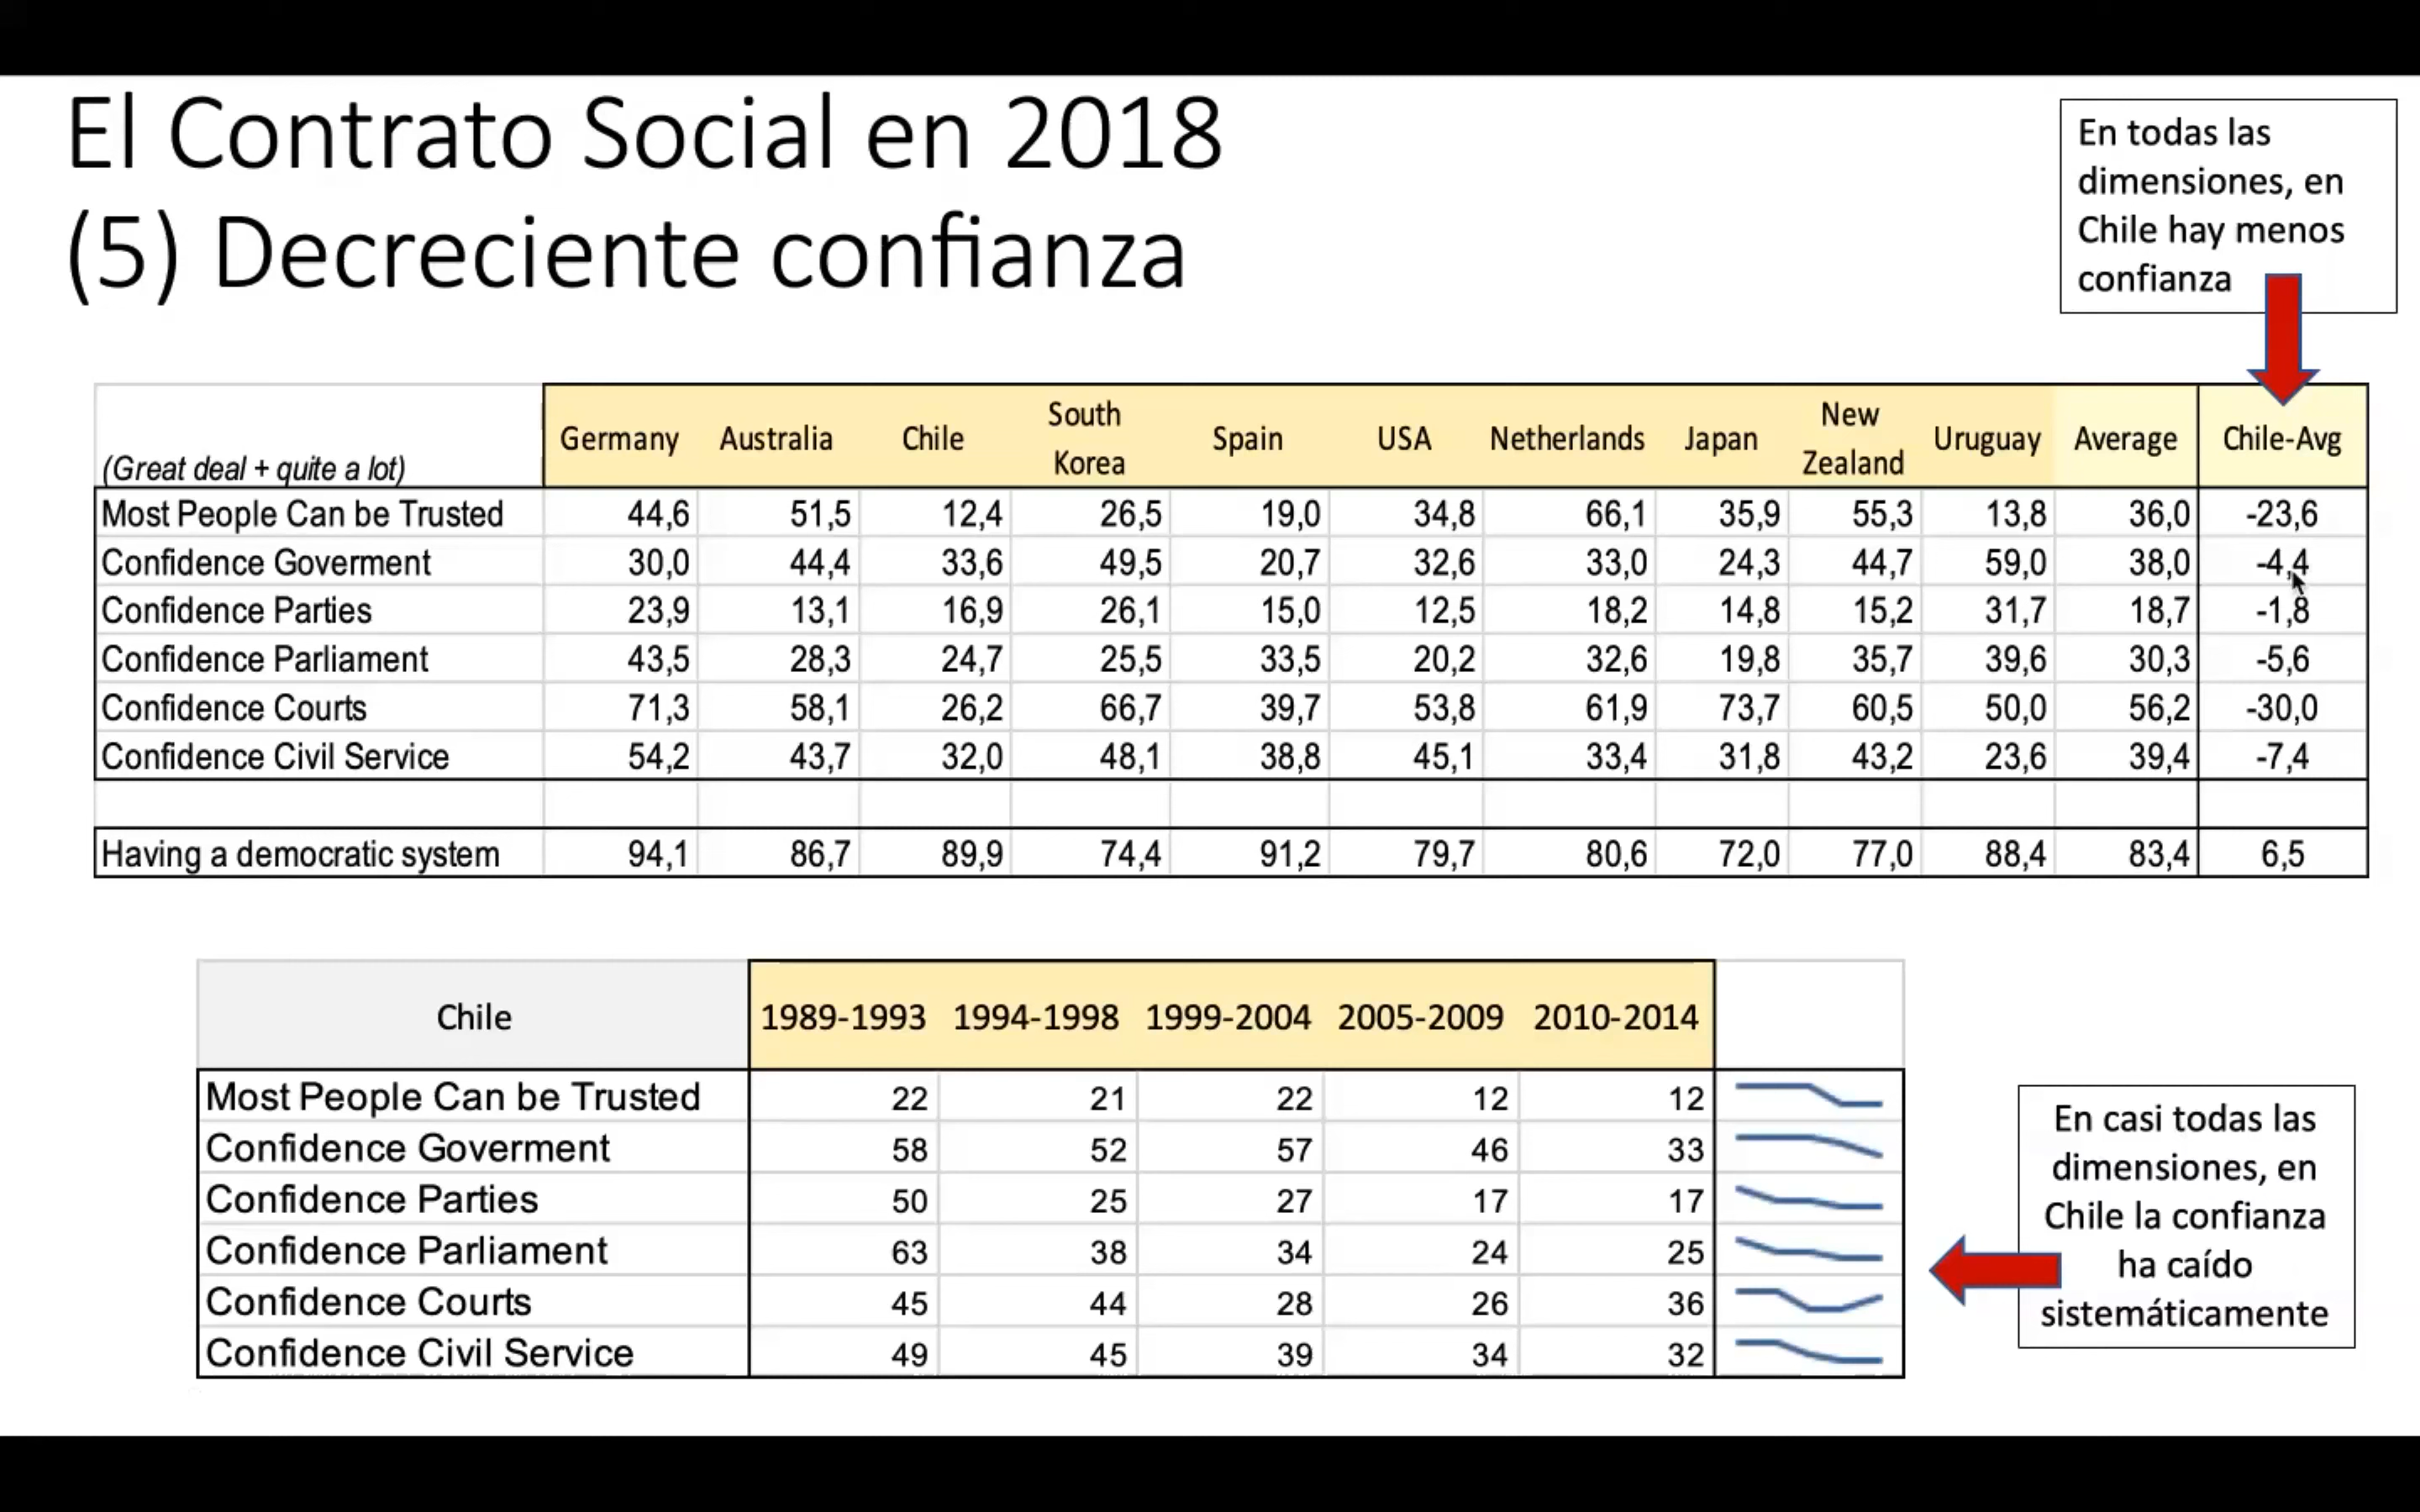 El Contrato Social en 2018
(5) Decreciente confianza
En todas las
dimensiones, en
Chile hay menos
confianza
(Great deal + quite a lot) Germany Australia Chile South Korea Spain USA Netherlands Japan New Zealand Uruguay Average Chile-Avg
Most People Can be Trusted 44,6 51,5 12,4 26,5 19,0 34,8 66,1 35,9 55,3 13,8 36,0 -23,6
Confidence Goverment 30,0 44,4 33,6 49,5 20,7 32,6 33,0 24,3 44,7 59,0 38,0 -4,4
Confidence Parties 23,9 13,1 16,9 26,1 15,0 12,5 18,2 14,8 15,2 31,7 18,7 -1,8
Confidence Parliament 43,5 28,3 24,7 25,5 33,5 20,2 32,6 19,8 35,7 39,6 30,3 -5,6
Confidence Courts 71,3 58,1 26,2 66,7 39,7 53,8 61,9 73,7 60,5 50,0 56,2 -30,0
Confidence Civil Service 54,2 43,7 32,0 48,1 38,8 45,1 33,4 31,8 43,2 23,6 39,4 -7,4
Having a democratic system 94,1 86,7 89,9 74,4 91,2 79,7 80,6 72,0 77,0 88,4 83,4 6,5
Chile 1989-1993 1994-1998 1999-2004 2005-2009 2010-2014
Most People Can be Trusted 22 21 22 12 12
Confidence Goverment 58 52 57 46 33
Confidence Parties 50 25 27 17 17
Confidence Parliament 63 38 34 24 25
Confidence Courts 45 44 28 26 36
Confidence Civil Service 49 45 39 34 32
En casi todas las
dimensiones, en
Chile la confianza
ha caído
sistemáticamente